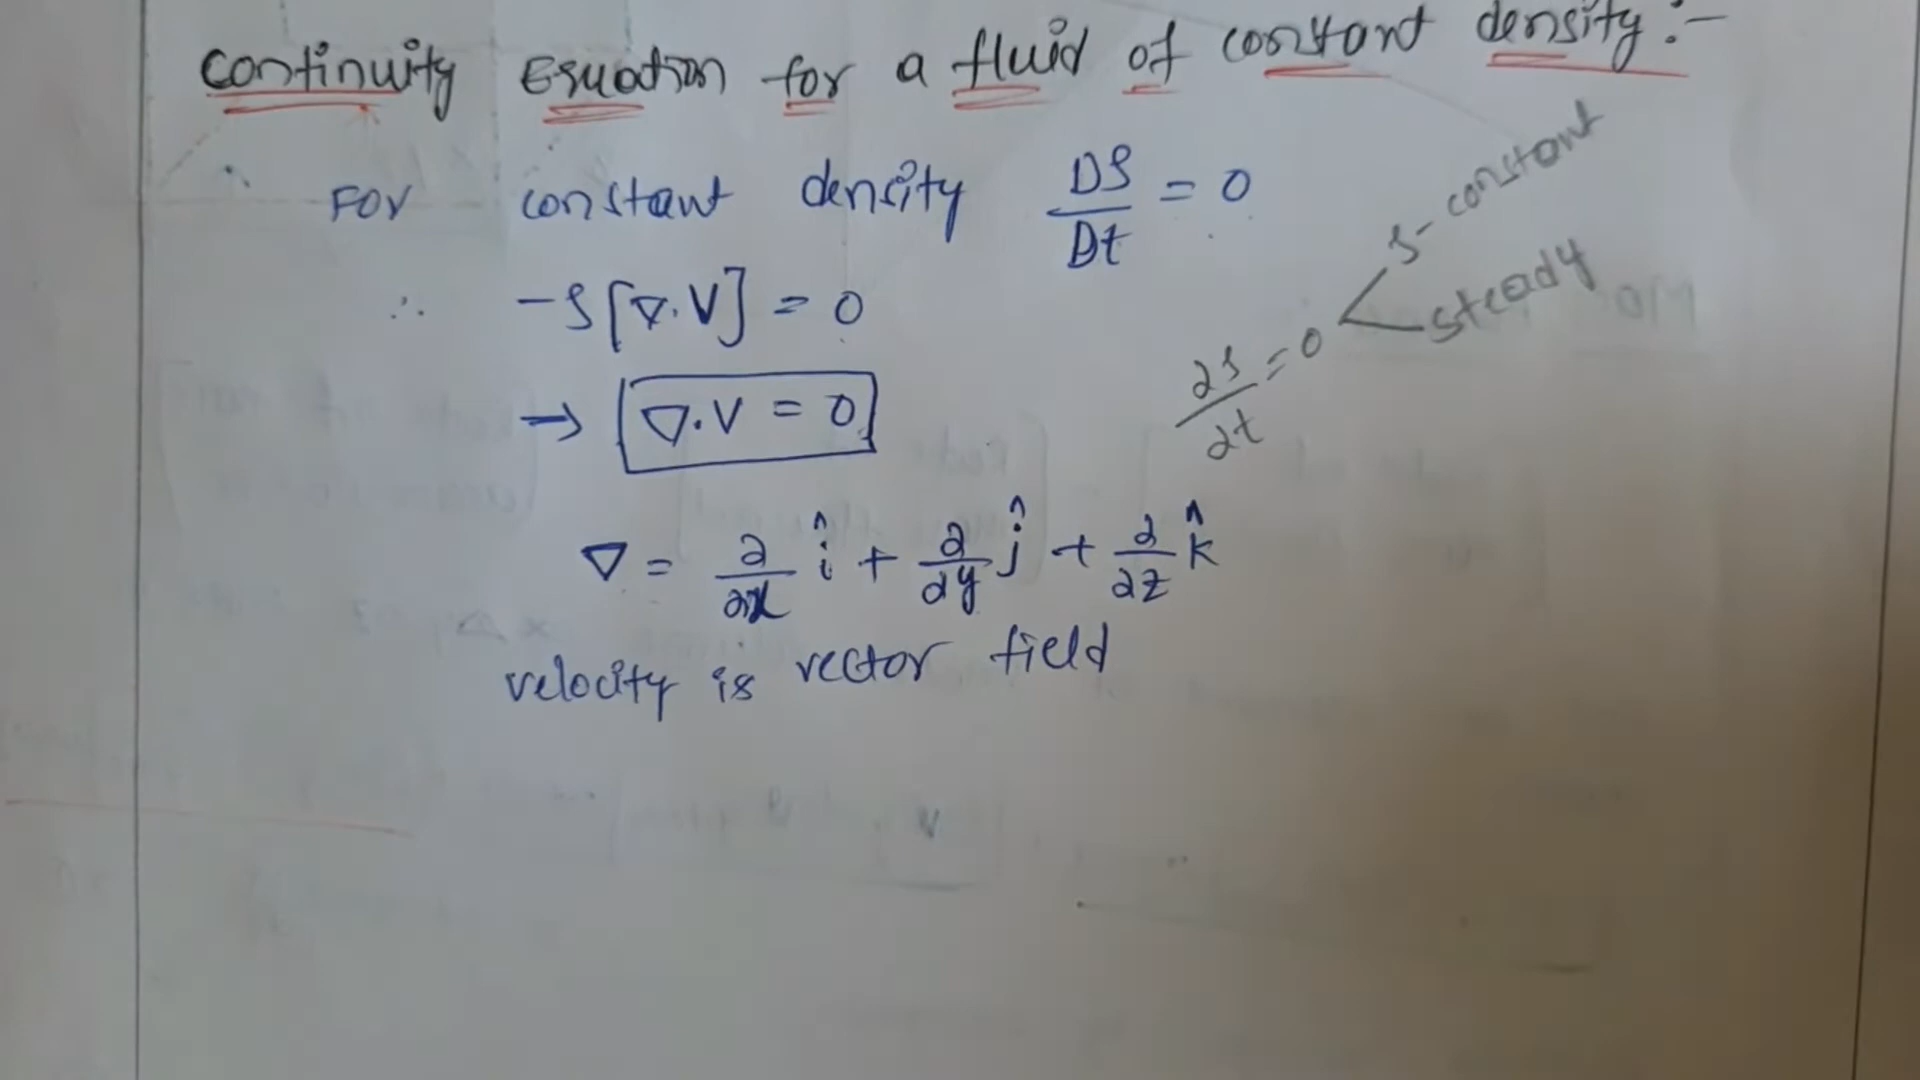 Continuity Equation for a fluid of constant density :-
For constant density Dρ/Dt = 0
∴ -ρ[∇.V] = 0
→ ∇.V = 0
∂ρ/∂t = 0 < ρ- constant
steady
∇ = ∂/∂x î + ∂/∂y ĵ + ∂/∂z k̂
velocity is vector field